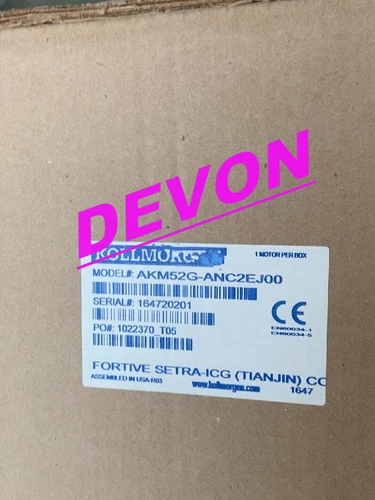 DEVON
KOLLMORGEN
1 MOTOR PER BOX
MODEL#: AKM52G-ANC2EJ00
SERIAL#: 164720201
CE
EN60034-1
EN60034-5
PO#: 1022370_T05
FORTIVE SETRA-ICG (TIANJIN) CO
ASSEMBLED IN USA-R03
www.kollmorgen.com
1647